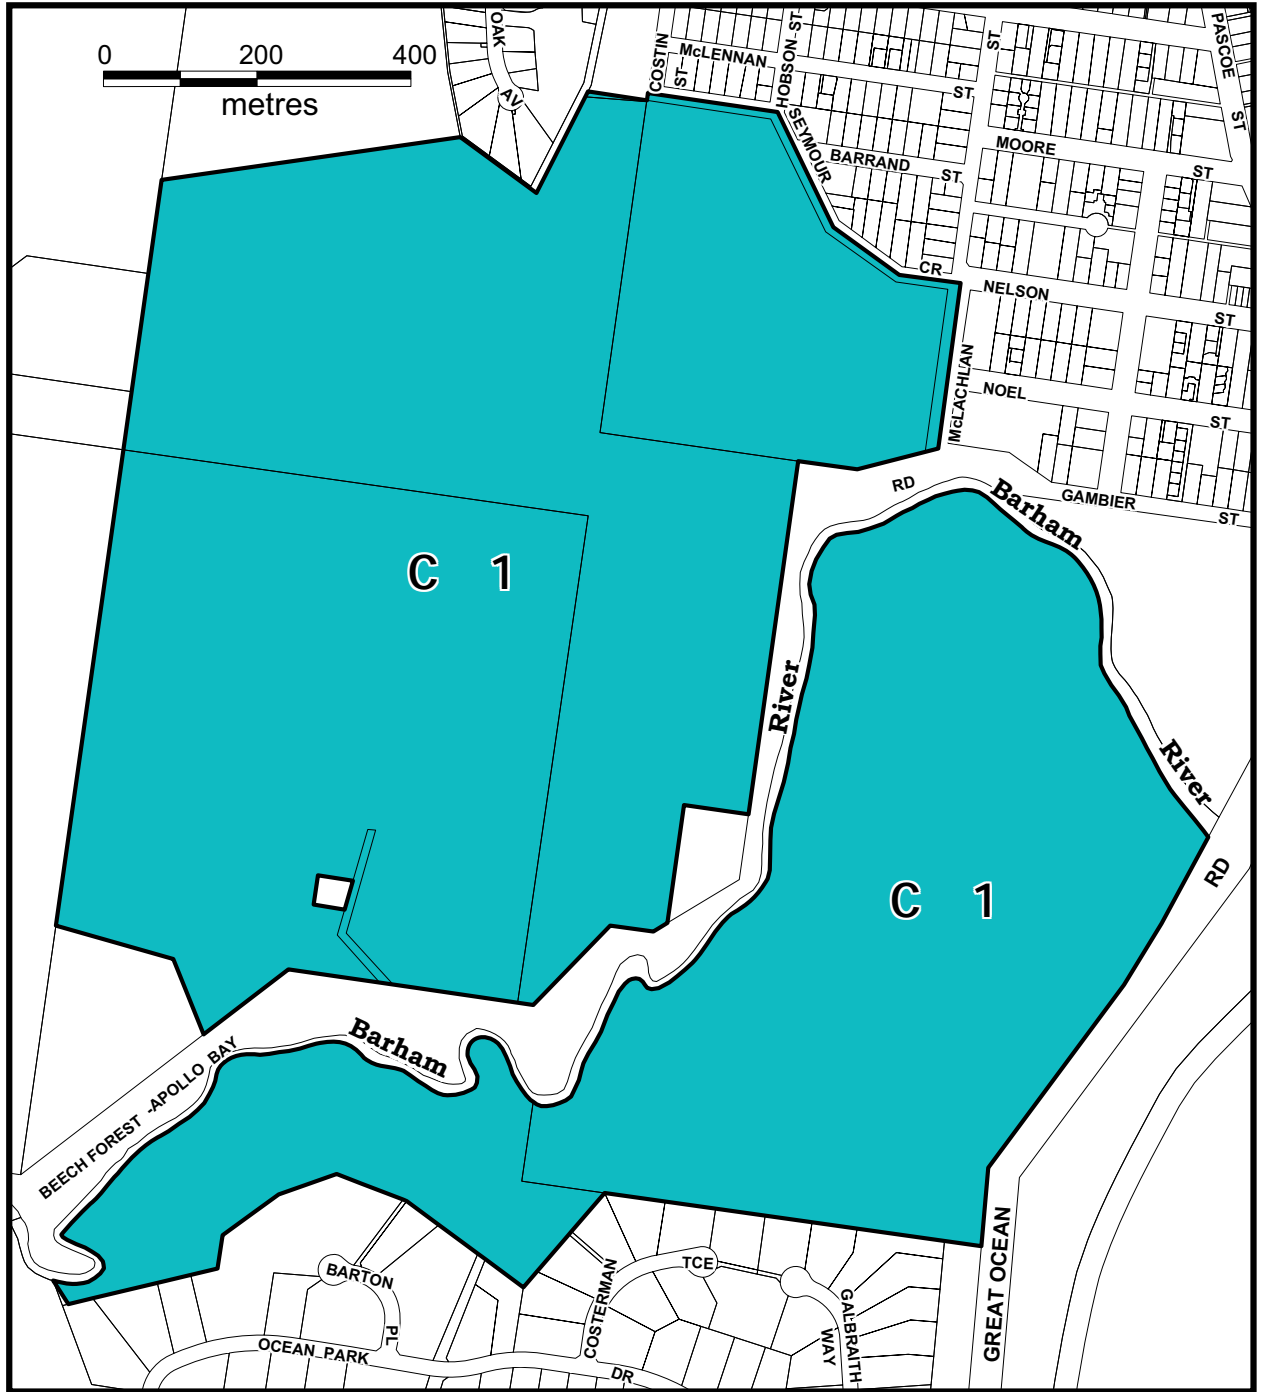 0 200 400
metres
OAK
AV
COSTIN
ST
McLENNAN
ST
HOBSON ST
ST
PASCOE
ST
SEYMOUR
CR
BARRAND
ST
MOORE
ST
NELSON
ST
McLACHLAN
NOEL
ST
RD
GAMBIER
ST
Barham
River
C 1
River
C 1
RD
Barham
BEECH FOREST -APOLLO BAY
GREAT OCEAN
BARTON
PL
OCEAN PARK
DR
COSTERMAN
TCE
GALBRAITH
WAY